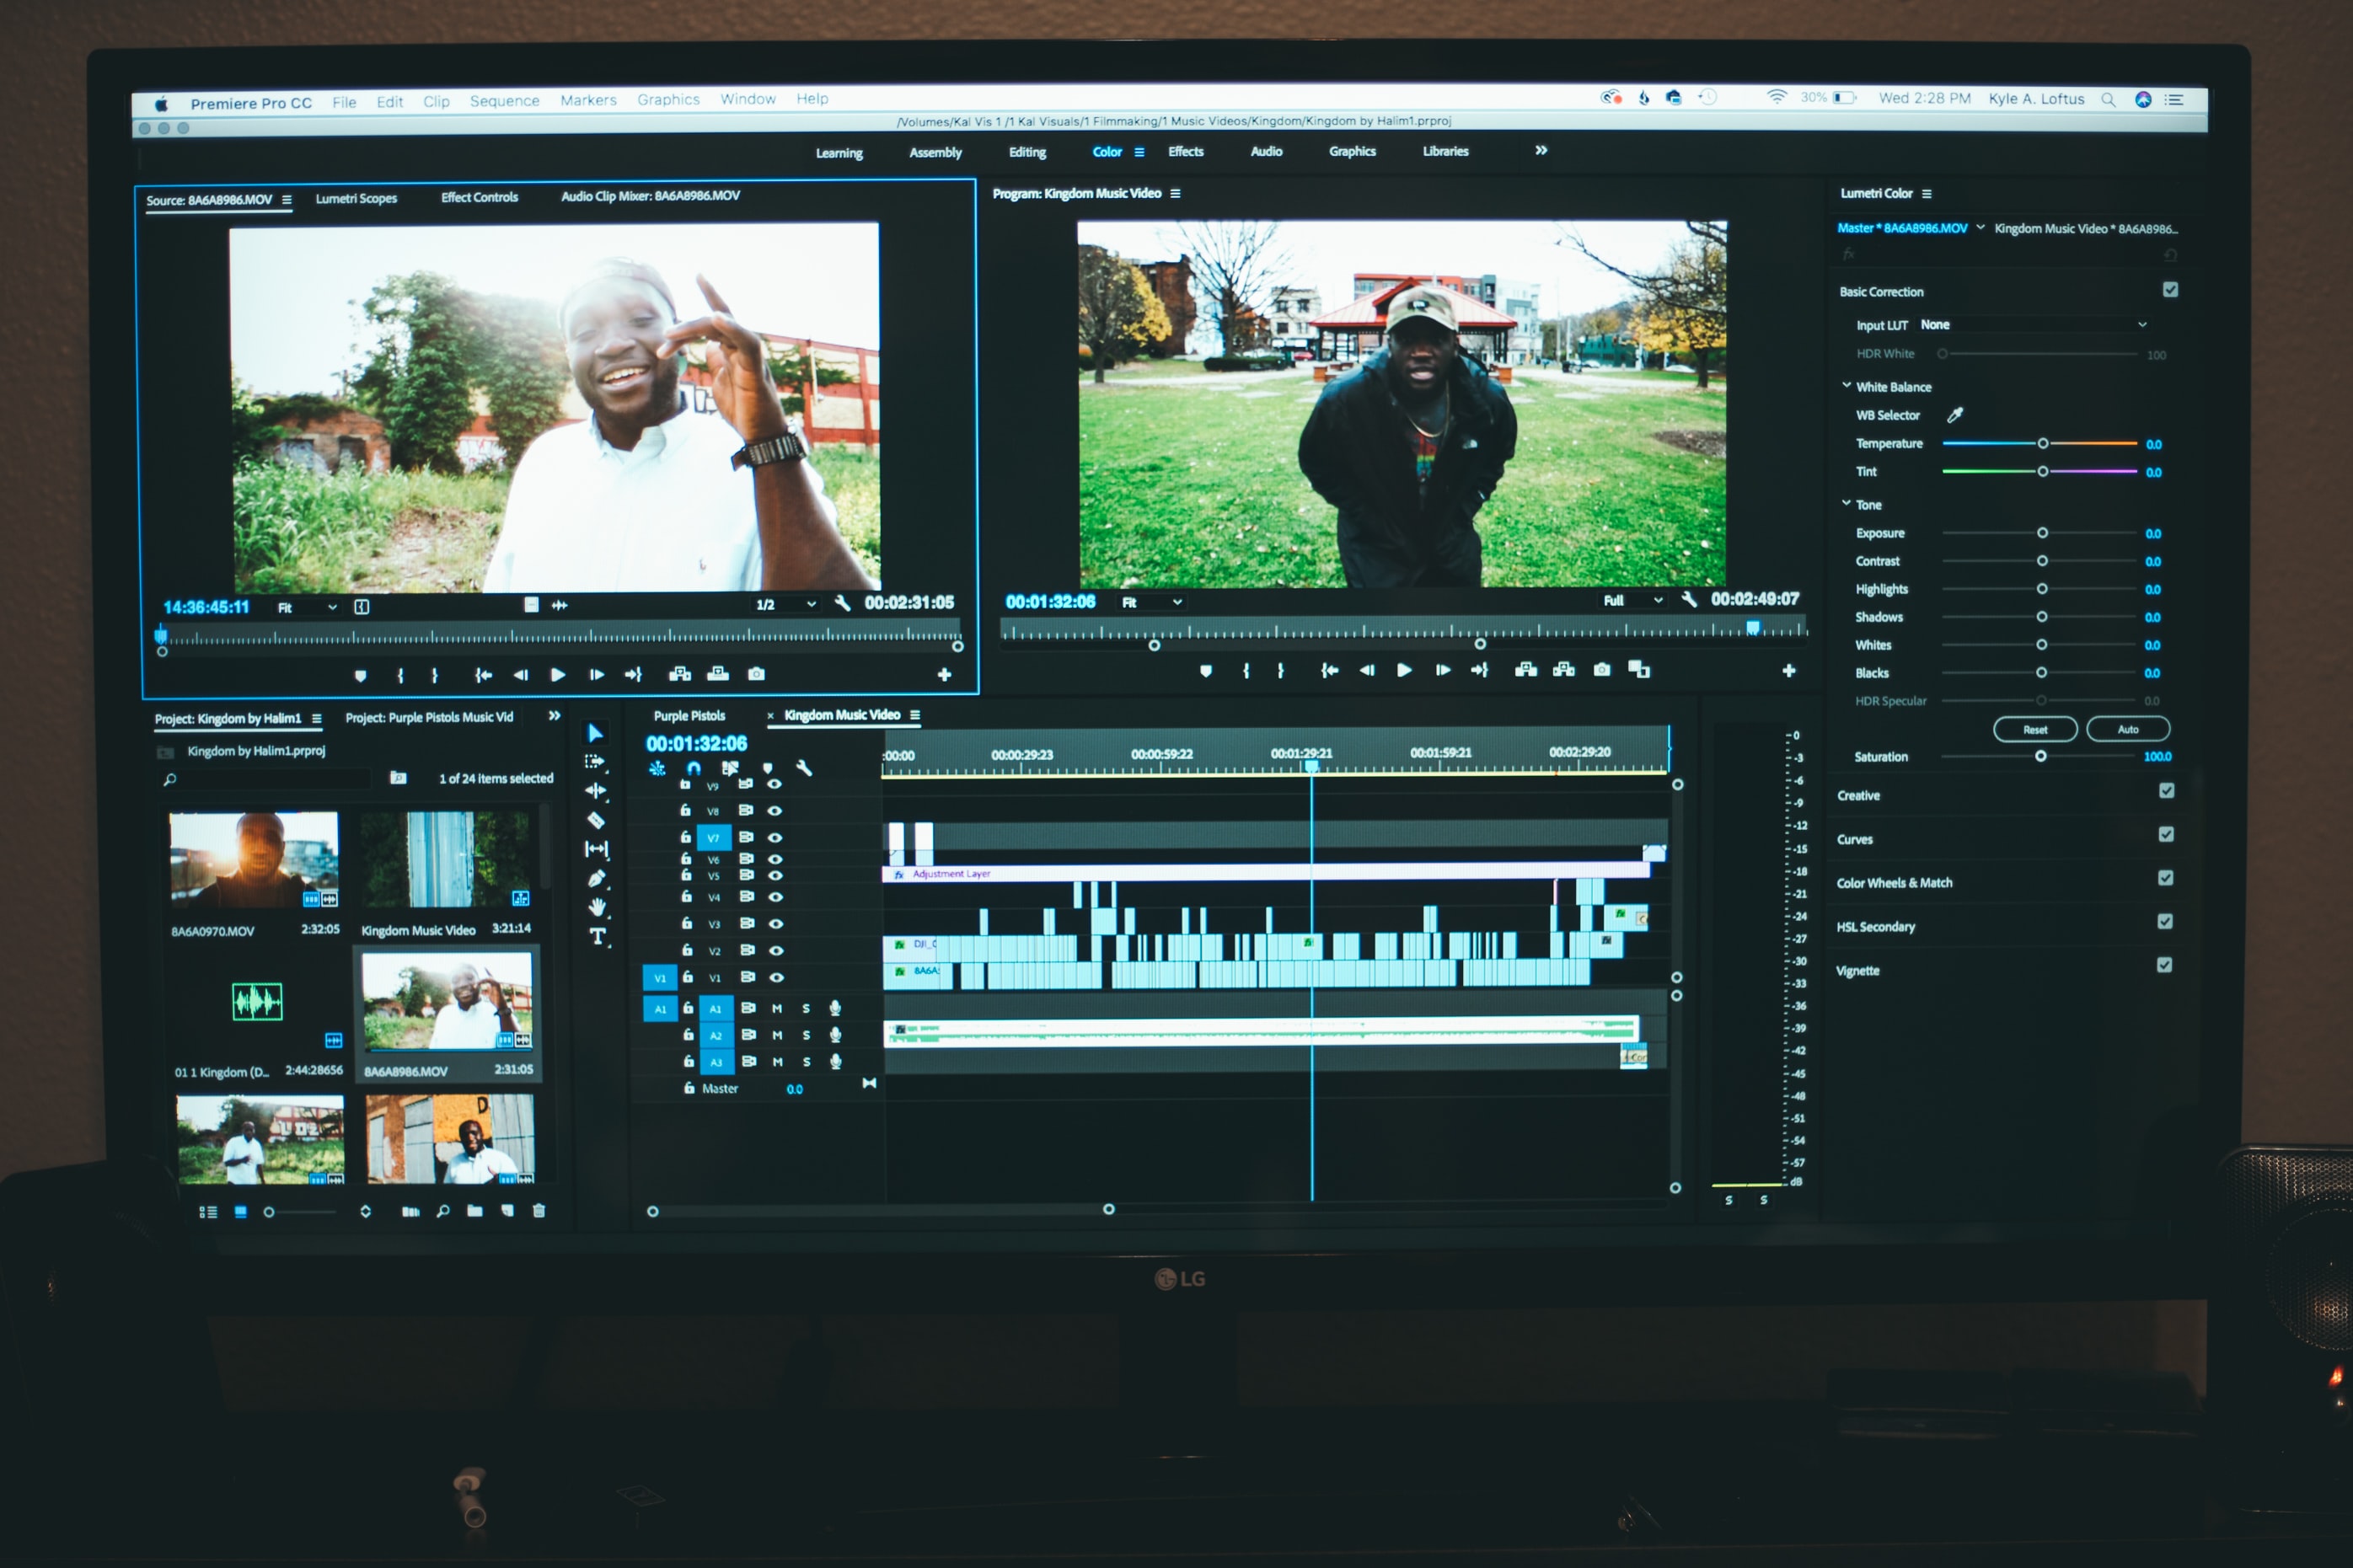 Premiere Pro CC File Edit Clip Sequence Markers Graphics Window Help 30% Wed 2:28 PM Kyle A. Loftus
/Volumes/Kal Vis 1 /1 Kal Visuals/1 Filmmaking/1 Music Videos/Kingdom/Kingdom by Halim1.prproj
Learning Assembly Editing Color Effects Audio Graphics Libraries
Source: 8A6A8986.MOV Lumetri Scopes Effect Controls Audio Clip Mixer: 8A6A8986.MOV
14:36:45:11 Fit 1/2 00:02:31:05
Program: Kingdom Music Video
00:01:32:06 Fit Full 00:02:49:07
Lumetri Color
Master * 8A6A8986.MOV Kingdom Music Video * 8A6A8986...
fx
Basic Correction
Input LUT None
HDR White 100
White Balance
WB Selector
Temperature 0.0
Tint 0.0
Tone
Exposure 0.0
Contrast 0.0
Highlights 0.0
Shadows 0.0
Whites 0.0
Blacks 0.0
HDR Specular 0.0
Reset Auto
Saturation 100.0
Creative
Curves
Color Wheels & Match
HSL Secondary
Vignette
Project: Kingdom by Halim1 Project: Purple Pistols Music Vid
Kingdom by Halim1.prproj
1 of 24 items selected
8A6A0970.MOV 2:32:05 Kingdom Music Video 3:21:14
01 1 Kingdom (D... 2:44:28656 8A6A8986.MOV 2:31:05
D
Purple Pistols Kingdom Music Video
00:01:32:06
:00:00 00:00:29:23 00:00:59:22 00:01:29:21 00:01:59:21 00:02:29:20
V9
V8
V7
V6
V5 fx Adjustment Layer
V4
V3 fx
V2 fx DJI_
V1 V1 fx 8A6A
A1 A1 M S
A2 M S
A3 M S
Master 0.0
0
-3
-6
-9
-12
-15
-18
-21
-24
-27
-30
-33
-36
-39
-42
-45
-48
-51
-54
-57
dB
S S
LG